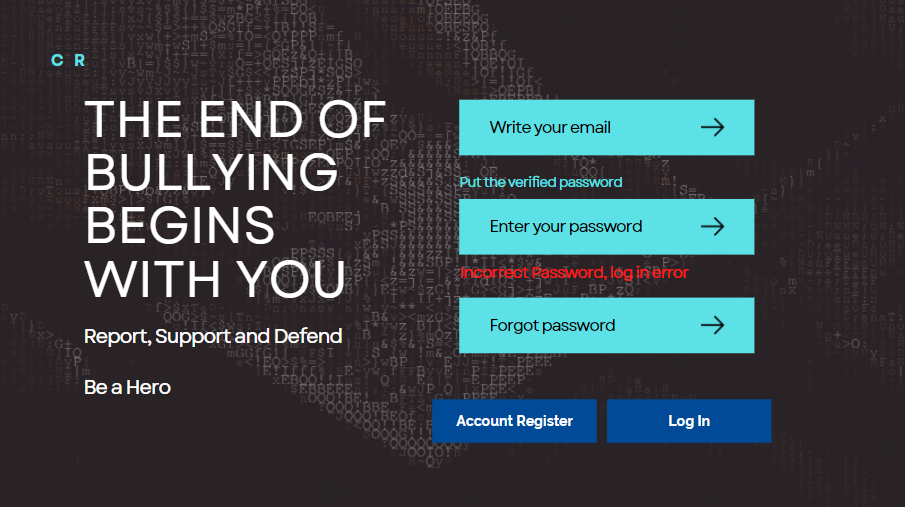 C R
THE END OF
BULLYING
BEGINS
WITH YOU
Report, Support and Defend
Be a Hero
Write your email
Put the verified password
Enter your password
Incorrect Password, log in error
Forgot password
Account Register
Log In